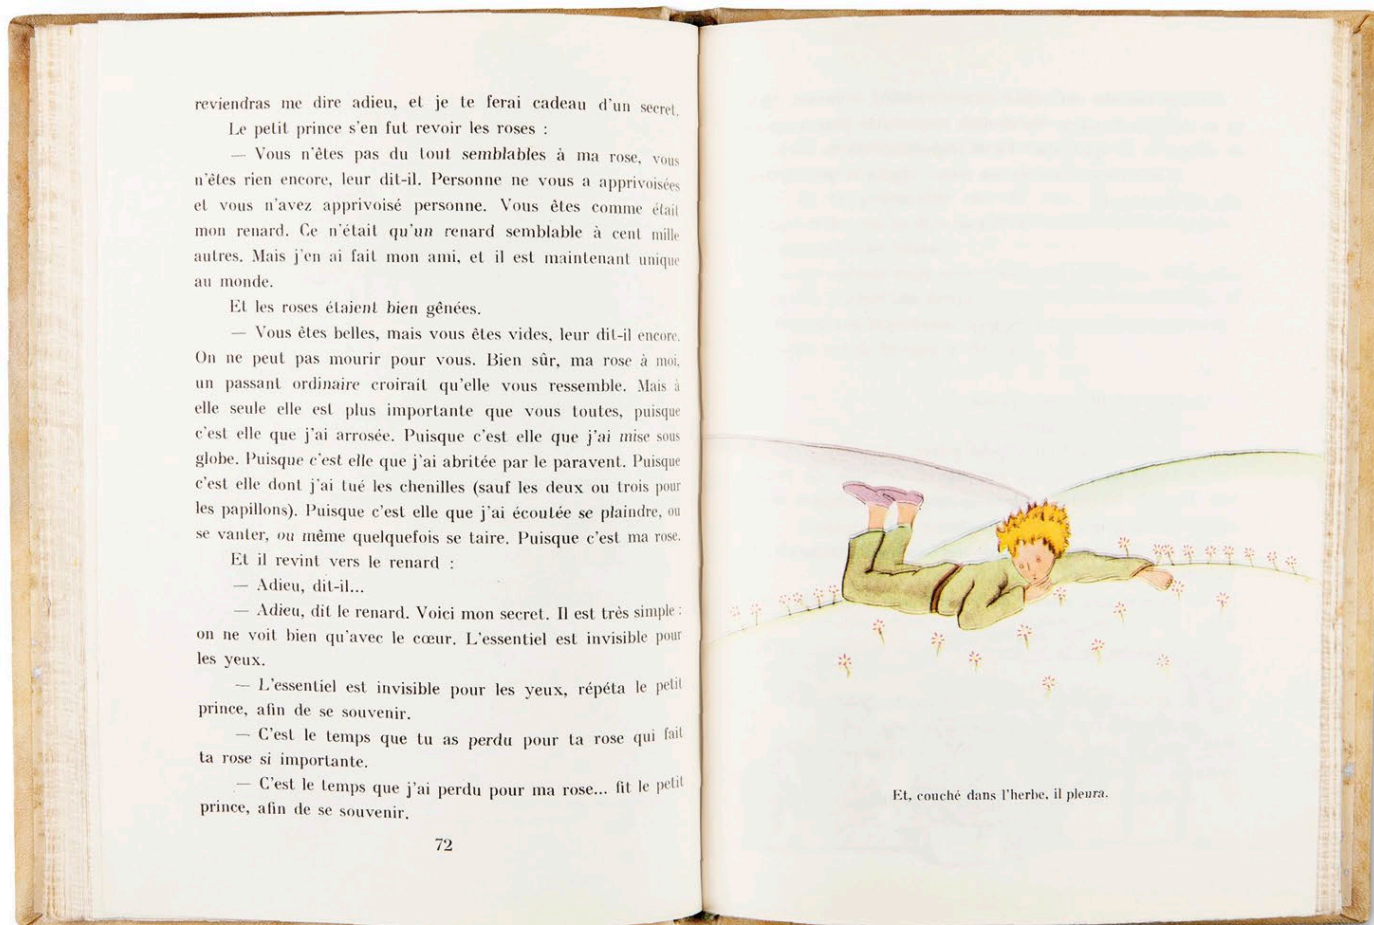 reviendras me dire adieu, et je te ferai cadeau d'un secret.
Le petit prince s'en fut revoir les roses :
— Vous n'êtes pas du tout semblables à ma rose, vous
n'êtes rien encore, leur dit-il. Personne ne vous a apprivoisées
et vous n'avez apprivoisé personne. Vous êtes comme était
mon renard. Ce n'était qu'un renard semblable à cent mille
autres. Mais j'en ai fait mon ami, et il est maintenant unique
au monde.
Et les roses étaient bien gênées.
— Vous êtes belles, mais vous êtes vides, leur dit-il encore.
On ne peut pas mourir pour vous. Bien sûr, ma rose à moi,
un passant ordinaire croirait qu'elle vous ressemble. Mais à
elle seule elle est plus importante que vous toutes, puisque
c'est elle que j'ai arrosée. Puisque c'est elle que j'ai mise sous
globe. Puisque c'est elle que j'ai abritée par le paravent. Puisque
c'est elle dont j'ai tué les chenilles (sauf les deux ou trois pour
les papillons). Puisque c'est elle que j'ai écoutée se plaindre, ou
se vanter, ou même quelquefois se taire. Puisque c'est ma rose.
Et il revint vers le renard :
— Adieu, dit-il...
— Adieu, dit le renard. Voici mon secret. Il est très simple :
on ne voit bien qu'avec le cœur. L'essentiel est invisible pour
les yeux.
— L'essentiel est invisible pour les yeux, répéta le petit
prince, afin de se souvenir.
— C'est le temps que tu as perdu pour ta rose qui fait
ta rose si importante.
— C'est le temps que j'ai perdu pour ma rose... fit le petit
prince, afin de se souvenir.
72
Et, couché dans l'herbe, il pleura.